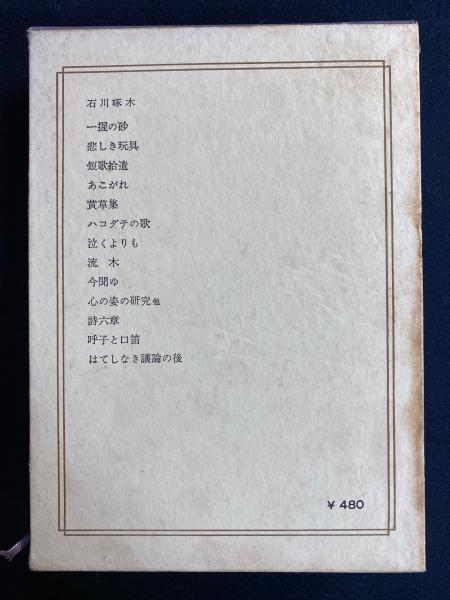 石川啄木
一握の砂
悲しき玩具
短歌拾遺
あこがれ
黄草集
ハコダテの歌
泣くよりも
流木
今聞ゆ
心の姿の研究他
詩六章
呼子と口笛
はてしなき議論の後
¥480